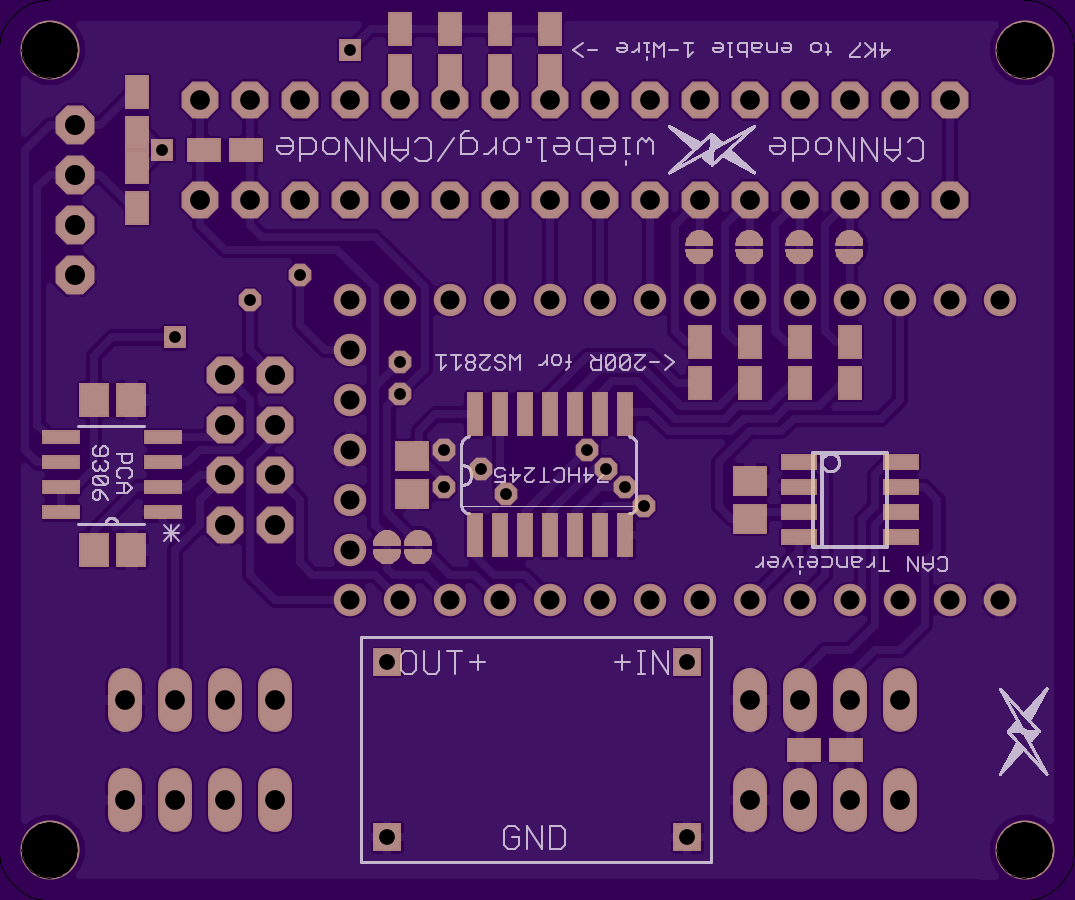 4K7 to enable 1-Wire ->
CANNode
wiebel.org/CANNode
<-200R for WS2811
PCA
9306
74HCT245
CAN Tranceiver
OUT+
+IN
GND